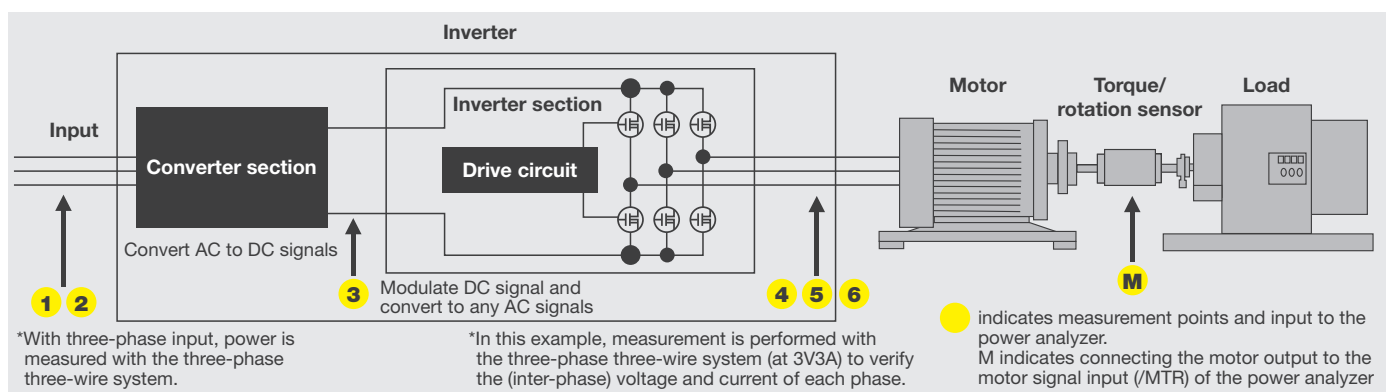 Inverter
Input
Converter section
Convert AC to DC signals
Inverter section
Drive circuit
Modulate DC signal and
convert to any AC signals
Motor
Torque/
rotation sensor
Load
1 2
3
4 5 6
M
*With three-phase input, power is
measured with the three-phase
three-wire system.
*In this example, measurement is performed with
the three-phase three-wire system (at 3V3A) to verify
the (inter-phase) voltage and current of each phase.
indicates measurement points and input to the
power analyzer.
M indicates connecting the motor output to the
motor signal input (/MTR) of the power analyzer